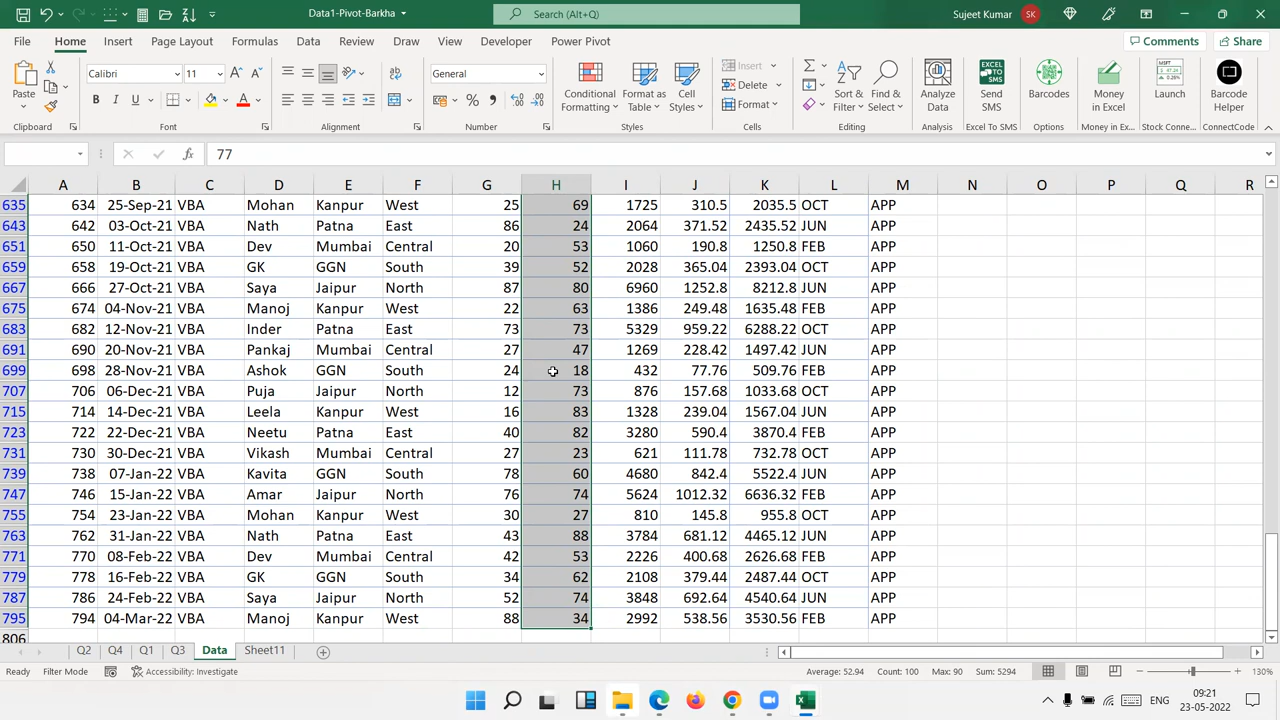 Data1-Pivot-Barkha
Search (Alt+Q)
Sujeet Kumar SK
File Home Insert Page Layout Formulas Data Review View Draw Developer Power Pivot
Comments Share
Paste Calibri 11 General Conditional Formatting Format as Table Cell Styles Insert Delete Format Sort & Filter Find & Select Analyze Data Send SMS Barcodes Money in Excel Launch Barcode Helper
Clipboard Font Alignment Number Styles Cells Editing Analysis Excel To SMS Options Money in Ex... Stock Conne... ConnectCode
fx 77
A B C D E F G H I J K L M N O P Q R
635 634 25-Sep-21 VBA Mohan Kanpur West 25 69 1725 310.5 2035.5 OCT APP
643 642 03-Oct-21 VBA Nath Patna East 86 24 2064 371.52 2435.52 JUN APP
651 650 11-Oct-21 VBA Dev Mumbai Central 20 53 1060 190.8 1250.8 FEB APP
659 658 19-Oct-21 VBA GK GGN South 39 52 2028 365.04 2393.04 OCT APP
667 666 27-Oct-21 VBA Saya Jaipur North 87 80 6960 1252.8 8212.8 JUN APP
675 674 04-Nov-21 VBA Manoj Kanpur West 22 63 1386 249.48 1635.48 FEB APP
683 682 12-Nov-21 VBA Inder Patna East 73 73 5329 959.22 6288.22 OCT APP
691 690 20-Nov-21 VBA Pankaj Mumbai Central 27 47 1269 228.42 1497.42 JUN APP
699 698 28-Nov-21 VBA Ashok GGN South 24 18 432 77.76 509.76 FEB APP
707 706 06-Dec-21 VBA Puja Jaipur North 12 73 876 157.68 1033.68 OCT APP
715 714 14-Dec-21 VBA Leela Kanpur West 16 83 1328 239.04 1567.04 JUN APP
723 722 22-Dec-21 VBA Neetu Patna East 40 82 3280 590.4 3870.4 FEB APP
731 730 30-Dec-21 VBA Vikash Mumbai Central 27 23 621 111.78 732.78 OCT APP
739 738 07-Jan-22 VBA Kavita GGN South 78 60 4680 842.4 5522.4 JUN APP
747 746 15-Jan-22 VBA Amar Jaipur North 76 74 5624 1012.32 6636.32 FEB APP
755 754 23-Jan-22 VBA Mohan Kanpur West 30 27 810 145.8 955.8 OCT APP
763 762 31-Jan-22 VBA Nath Patna East 43 88 3784 681.12 4465.12 JUN APP
771 770 08-Feb-22 VBA Dev Mumbai Central 42 53 2226 400.68 2626.68 FEB APP
779 778 16-Feb-22 VBA GK GGN South 34 62 2108 379.44 2487.44 OCT APP
787 786 24-Feb-22 VBA Saya Jaipur North 52 74 3848 692.64 4540.64 JUN APP
795 794 04-Mar-22 VBA Manoj Kanpur West 88 34 2992 538.56 3530.56 FEB APP
806
Q2 Q4 Q1 Q3 Data Sheet11
Ready Filter Mode Accessibility: Investigate Average: 52.94 Count: 100 Max: 90 Sum: 5294 130%
ENG 09:21
23-05-2022